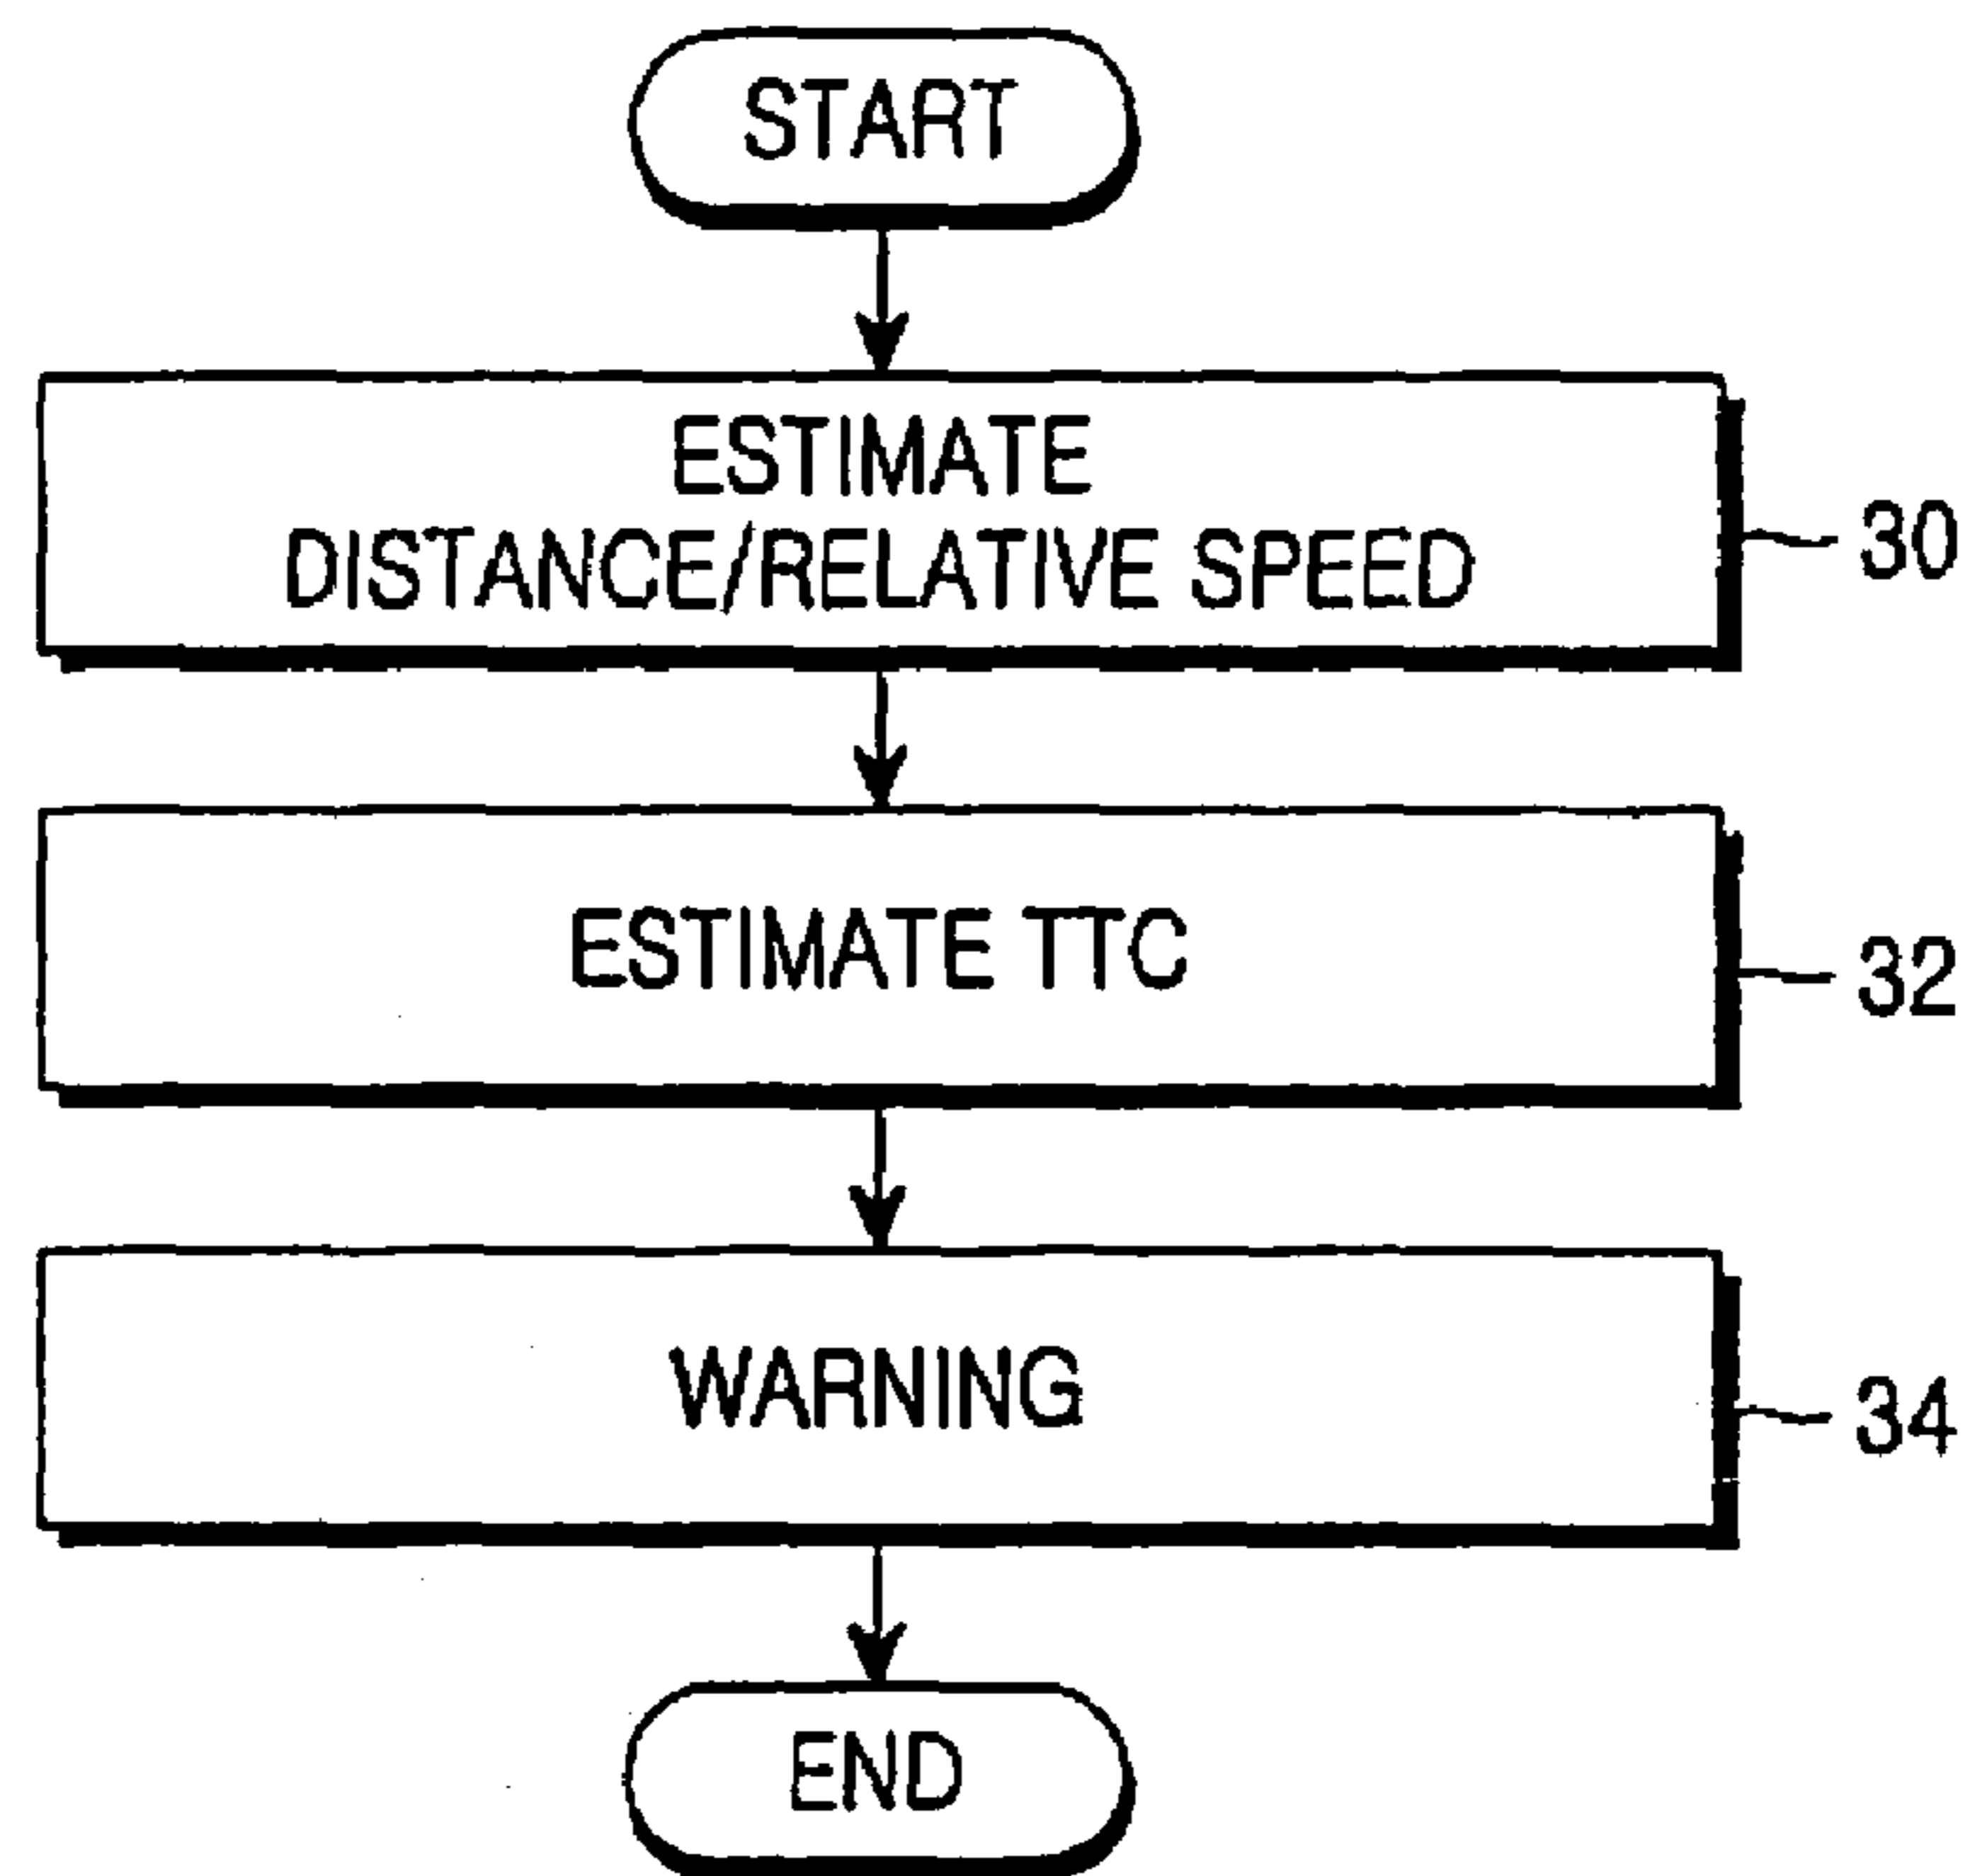 START
ESTIMATE
DISTANCE/RELATIVE SPEED
30
ESTIMATE TTC
32
WARNING
34
END